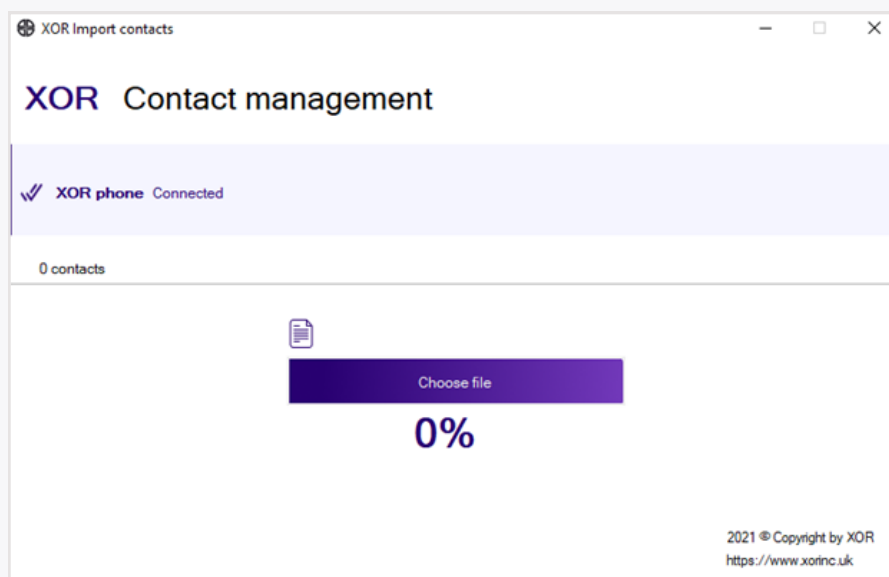 XOR Import contacts
XOR Contact management
XOR phone Connected
0 contacts
Choose file
0%
2021 © Copyright by XOR
https://www.xorinc.uk